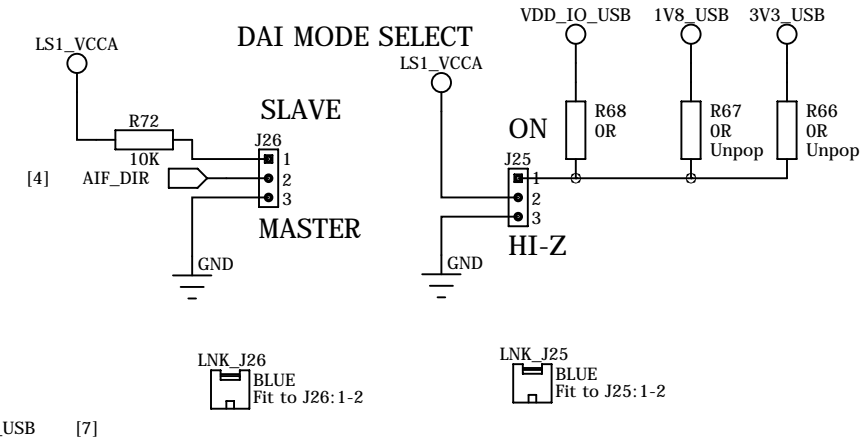 DAI MODE SELECT
LS1_VCCA
R72
10K
SLAVE
J26
1
2
3
[4] AIF_DIR
MASTER
GND
LS1_VCCA
ON
J25
1
2
3
HI-Z
GND
VDD_IO_USB
1V8_USB
3V3_USB
R68
0R
R67
0R
Unpop
R66
0R
Unpop
LNK_J26
BLUE
Fit to J26:1-2
LNK_J25
BLUE
Fit to J25:1-2
_USB [7]